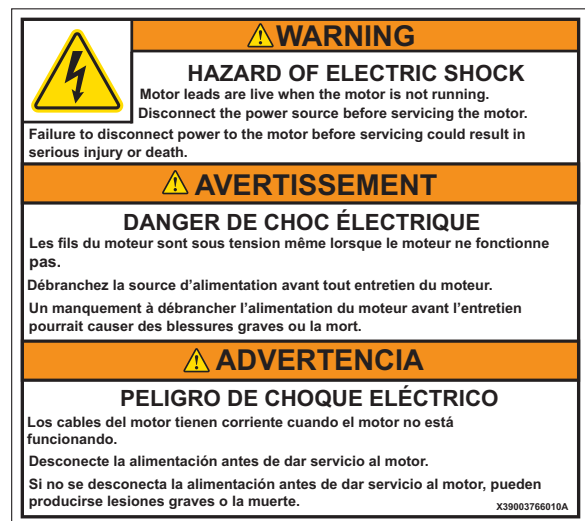 WARNING
HAZARD OF ELECTRIC SHOCK
Motor leads are live when the motor is not running.
Disconnect the power source before servicing the motor.
Failure to disconnect power to the motor before servicing could result in
serious injury or death.
AVERTISSEMENT
DANGER DE CHOC ÉLECTRIQUE
Les fils du moteur sont sous tension même lorsque le moteur ne fonctionne
pas.
Débranchez la source d’alimentation avant tout entretien du moteur.
Un manquement à débrancher l’alimentation du moteur avant l’entretien
pourrait causer des blessures graves ou la mort.
ADVERTENCIA
PELIGRO DE CHOQUE ELÉCTRICO
Los cables del motor tienen corriente cuando el motor no está
funcionando.
Desconecte la alimentación antes de dar servicio al motor.
Si no se desconecta la alimentación antes de dar servicio al motor, pueden
producirse lesiones graves o la muerte.
X39003766010A